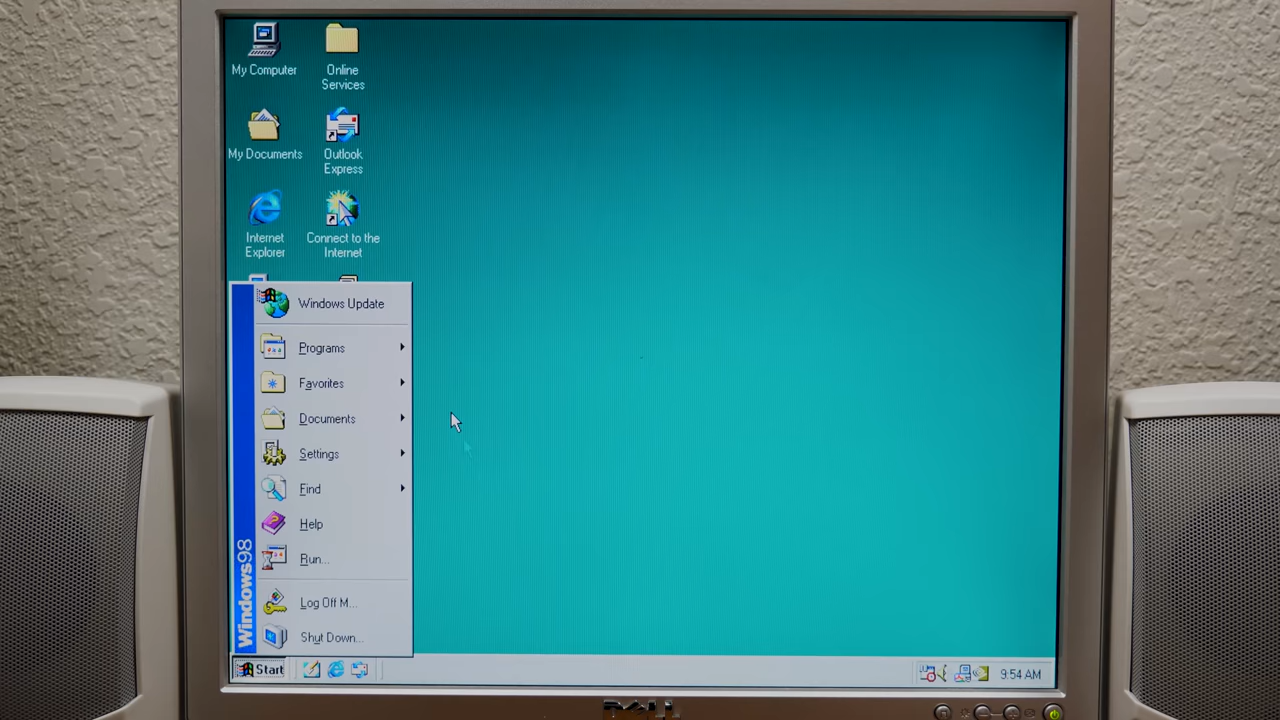 My Computer
Online
Services
My Documents
Outlook
Express
Internet
Explorer
Connect to the
Internet
Windows Update
Programs
Favorites
Documents
Settings
Find
Help
Run...
Log Off M...
Shut Down...
Windows98
Start
9:54 AM
DELL